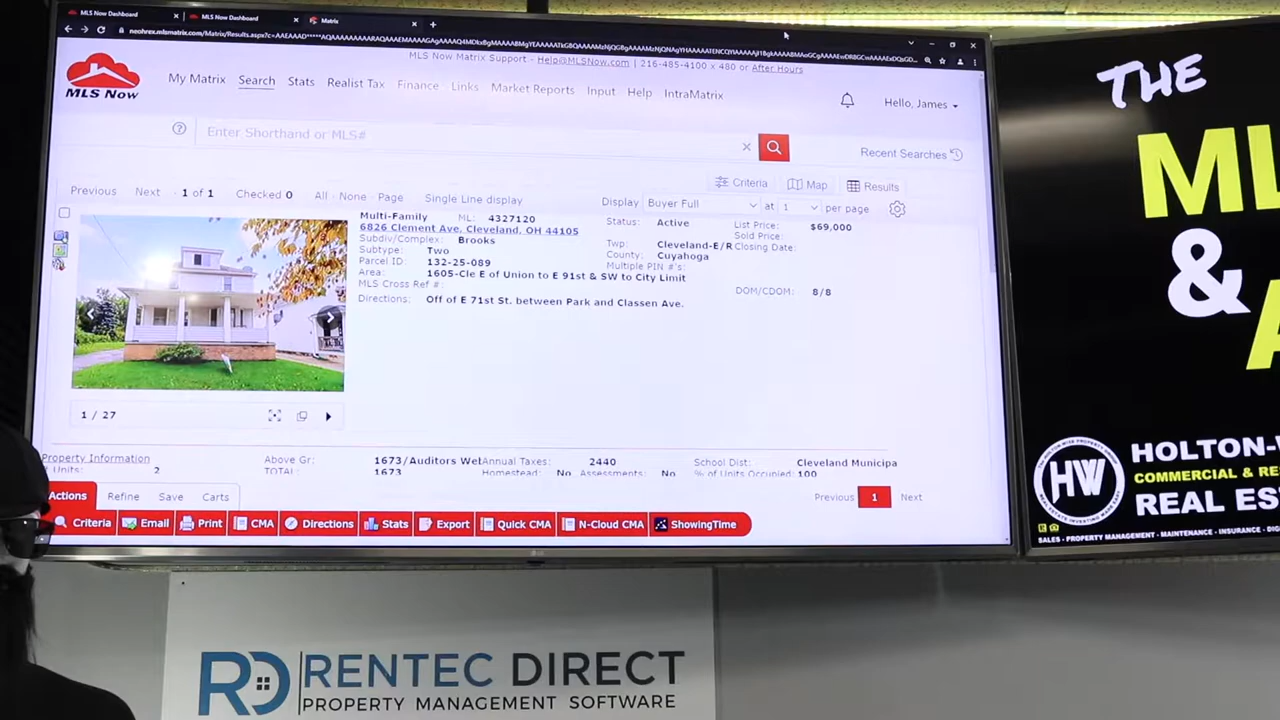 MLS Now Dashboard
MLS Now Dashboard
Matrix
MLS Now Matrix Support - Help@MLSNow.com | 216-485-4100 x 480 or After Hours
MLS Now
My Matrix Search Stats Realist Tax Finance Links Market Reports Input Help IntraMatrix
Hello, James
Enter Shorthand or MLS#
Recent Searches
Criteria Map Results
Previous Next · 1 of 1 Checked 0 All · None · Page Single Line display Display Buyer Full at 1 per page
Multi-Family ML: 4327120 Status: Active List Price: $69,000
6826 Clement Ave, Cleveland, OH 44105 Sold Price:
Subdiv/Complex: Brooks Twp: Cleveland-E/R Closing Date:
Subtype: Two County: Cuyahoga
Parcel ID: 132-25-089 Multiple PIN #'s:
Area: 1605-Cle E of Union to E 91st & SW to City Limit
MLS Cross Ref #: DOM/CDOM: 8/8
Directions: Off of E 71st St. between Park and Classen Ave.
1 / 27
Property Information Above Gr: 1673/Auditors Wel Annual Taxes: 2440 School Dist: Cleveland Municipa
# Units: 2 TOTAL: 1673 Homestead: No Assessments: No % of Units Occupied: 100
Actions Refine Save Carts Previous 1 Next
Criteria Email Print CMA Directions Stats Export Quick CMA N-Cloud CMA ShowingTime
LG
THE
ML
&
A
HW
HOLTON-
COMMERCIAL & RE
REAL ES
SALES - PROPERTY MANAGEMENT - MAINTENANCE - INSURANCE - DI
RD RENTEC DIRECT
PROPERTY MANAGEMENT SOFTWARE